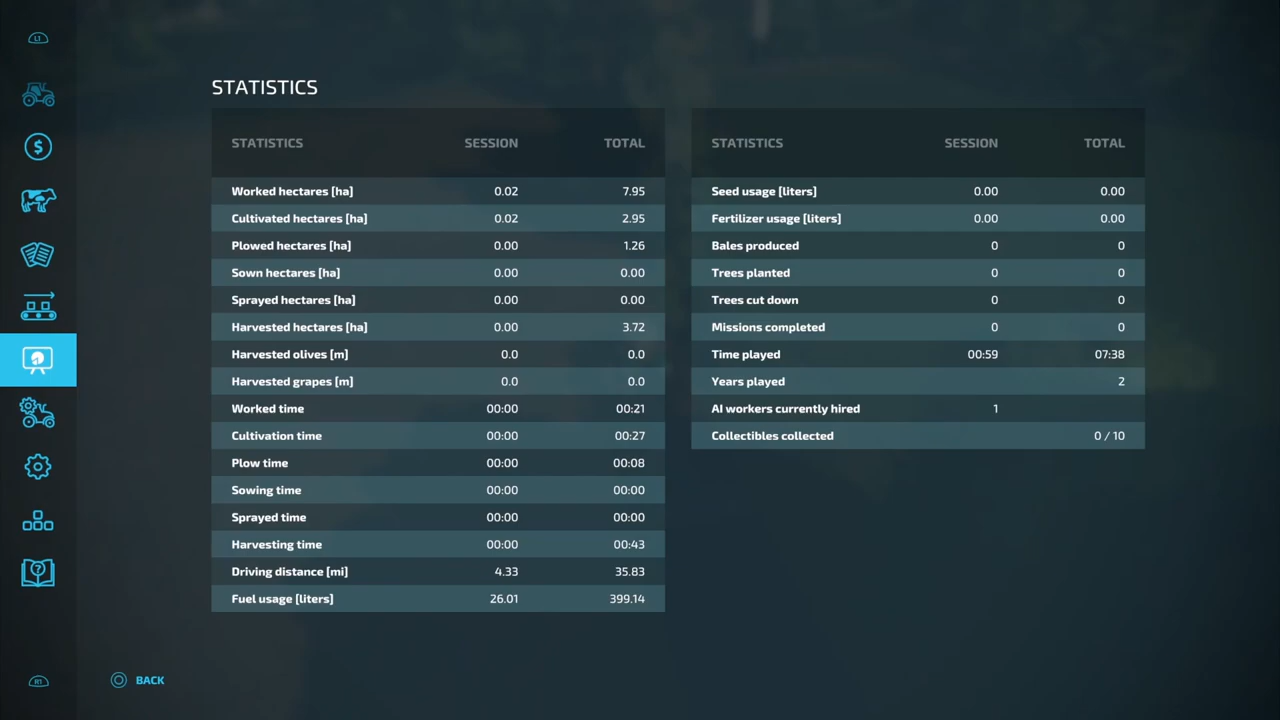 L1
STATISTICS
STATISTICS SESSION TOTAL
Worked hectares [ha] 0.02 7.95
Cultivated hectares [ha] 0.02 2.95
Plowed hectares [ha] 0.00 1.26
Sown hectares [ha] 0.00 0.00
Sprayed hectares [ha] 0.00 0.00
Harvested hectares [ha] 0.00 3.72
Harvested olives [m] 0.0 0.0
Harvested grapes [m] 0.0 0.0
Worked time 00:00 00:21
Cultivation time 00:00 00:27
Plow time 00:00 00:08
Sowing time 00:00 00:00
Sprayed time 00:00 00:00
Harvesting time 00:00 00:43
Driving distance [mi] 4.33 35.83
Fuel usage [liters] 26.01 399.14
STATISTICS SESSION TOTAL
Seed usage [liters] 0.00 0.00
Fertilizer usage [liters] 0.00 0.00
Bales produced 0 0
Trees planted 0 0
Trees cut down 0 0
Missions completed 0 0
Time played 00:59 07:38
Years played 2
AI workers currently hired 1
Collectibles collected 0 / 10
R1
BACK